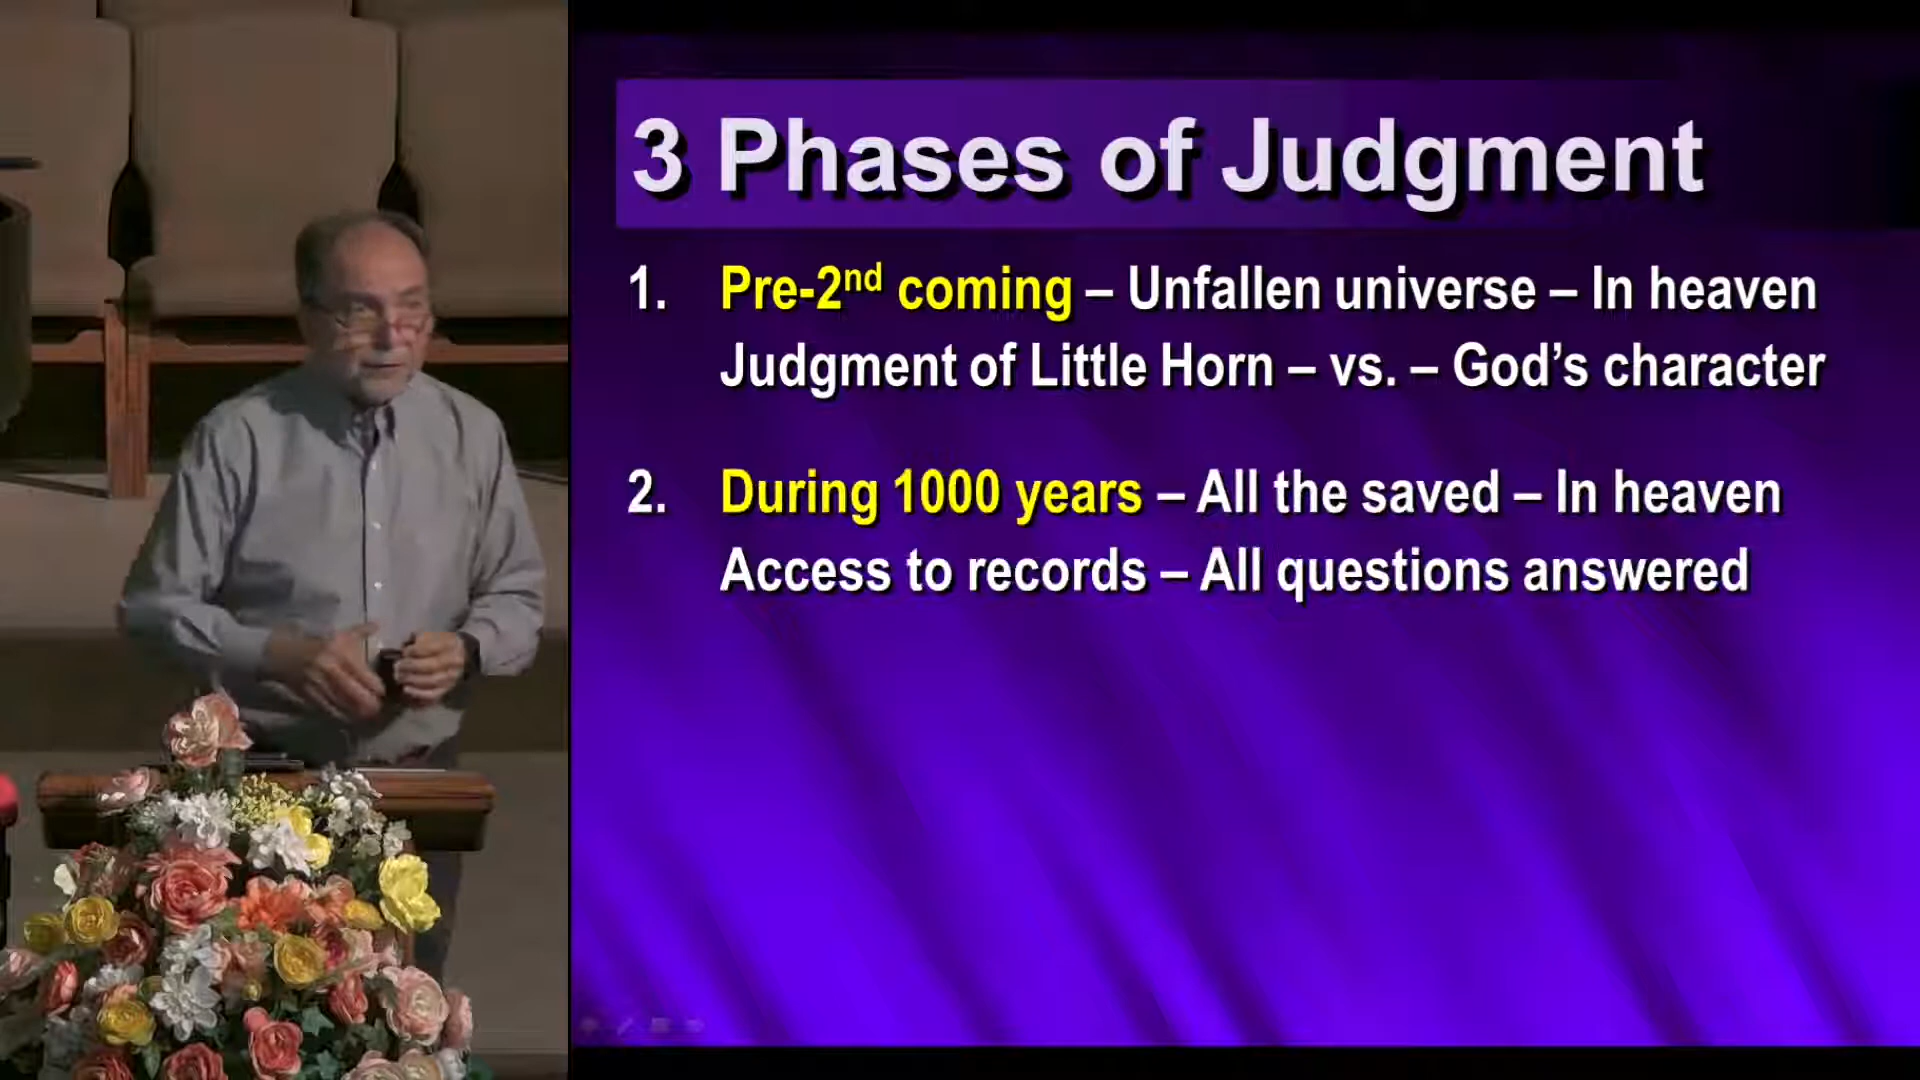 3 Phases of Judgment
1. Pre-2nd coming – Unfallen universe – In heaven
Judgment of Little Horn – vs. – God’s character
2. During 1000 years – All the saved – In heaven
Access to records – All questions answered